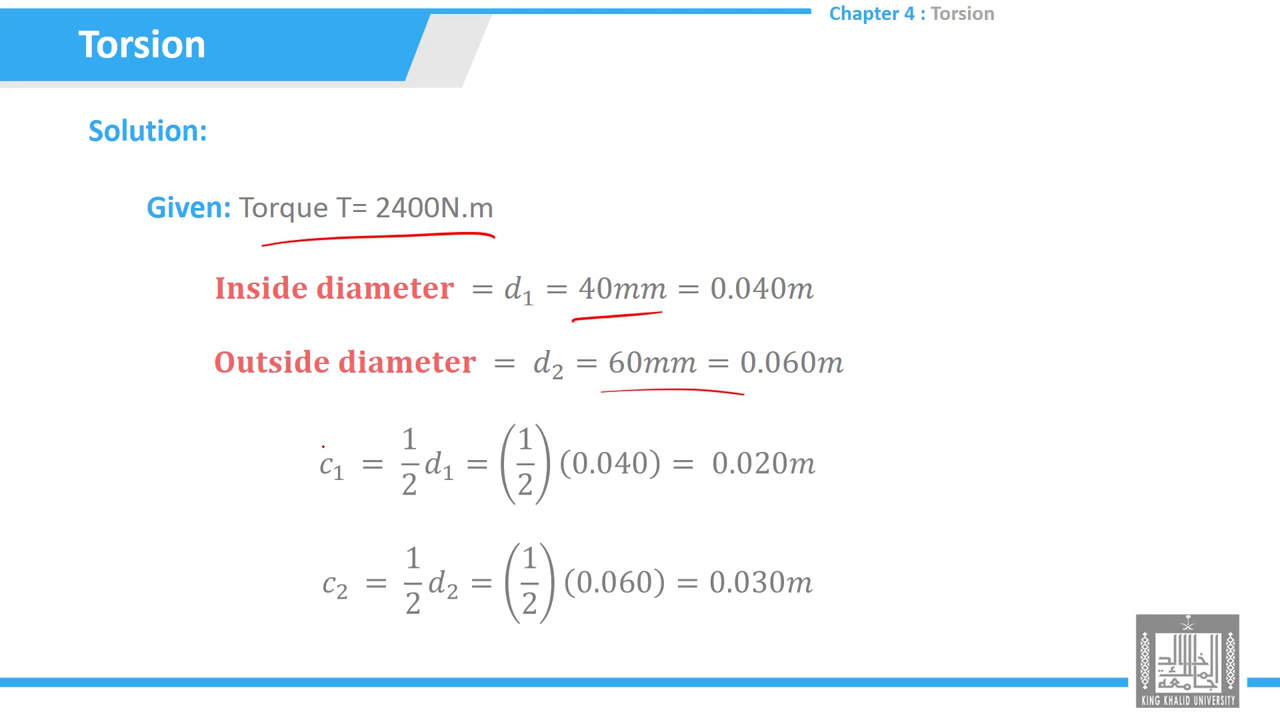 Chapter 4 : Torsion
Torsion
Solution:
Given: Torque T= 2400N.m
Inside diameter = d₁ = 40mm = 0.040m
Outside diameter = d₂ = 60mm = 0.060m
c₁ = 1/2 d₁ = (1/2) (0.040) = 0.020m
c₂ = 1/2 d₂ = (1/2) (0.060) = 0.030m
KING KHALID UNIVERSITY